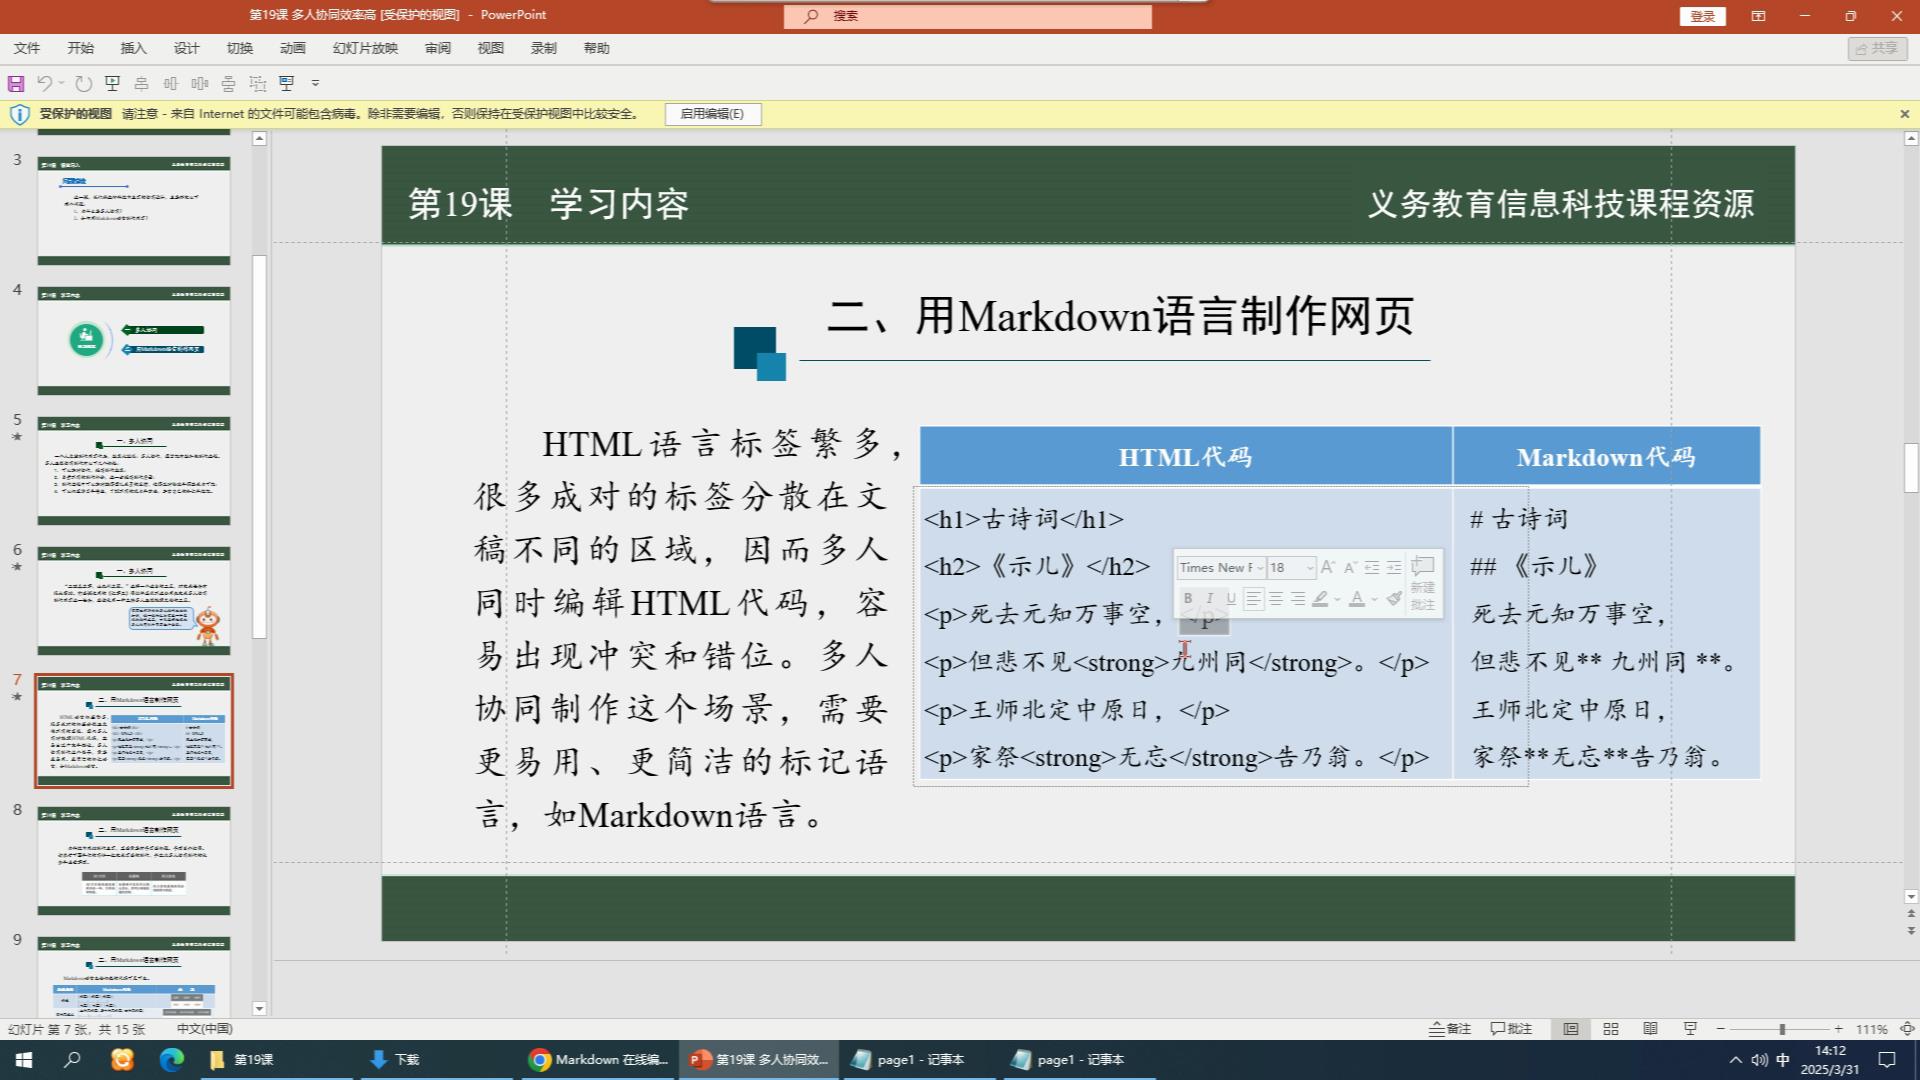 第19课 多人协同效率高 [受保护的视图] - PowerPoint
搜索
登录
文件 开始 插入 设计 切换 动画 幻灯片放映 审阅 视图 录制 帮助
共享
受保护的视图 请注意 - 来自 Internet 的文件可能包含病毒。除非需要编辑，否则保持在受保护视图中比较安全。 启用编辑(E)
3
4
5
6
7
8
9
第19课 学习内容
义务教育信息科技课程资源
二、用Markdown语言制作网页
HTML语言标签繁多，
很多成对的标签分散在文
稿不同的区域，因而多人
同时编辑HTML代码，容
易出现冲突和错位。多人
协同制作这个场景，需要
更易用、更简洁的标记语
言，如Markdown语言。
HTML代码 Markdown代码
<h1>古诗词</h1> # 古诗词
<h2>《示儿》</h2> ## 《示儿》
<p>死去元知万事空，</p> 死去元知万事空，
<p>但悲不见<strong>九州同</strong>。</p> 但悲不见** 九州同 **。
<p>王师北定中原日，</p> 王师北定中原日，
<p>家祭<strong>无忘</strong>告乃翁。</p> 家祭**无忘**告乃翁。
Times New F 18
B I U
新建
批注
幻灯片 第 7 张，共 15 张 中文(中国)
备注 批注 111%
第19课 下载 Markdown 在线编... 第19课 多人协同效... page1 - 记事本 page1 - 记事本
中
14:12
2025/3/31